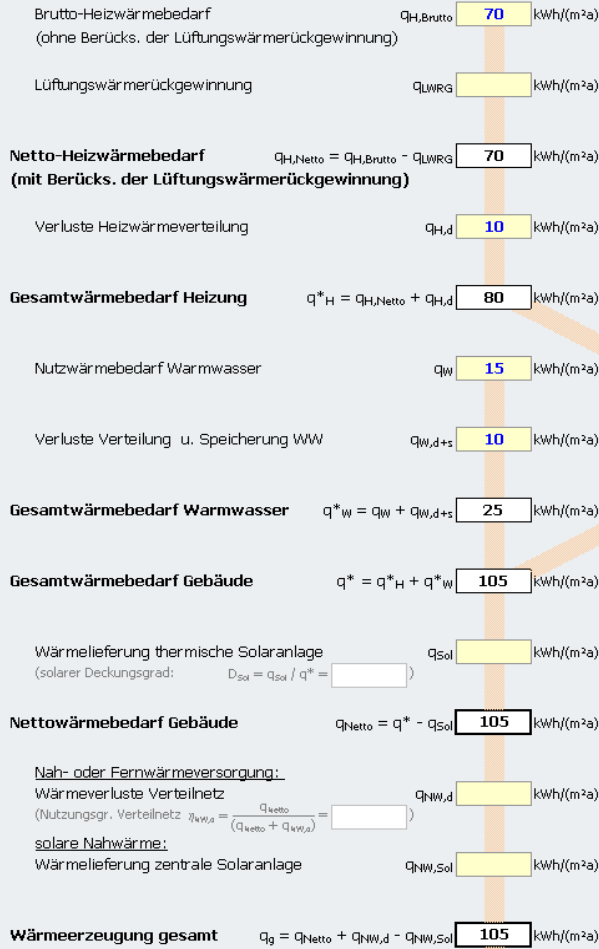 Brutto-Heizwärmebedarf qH,Brutto 70 kWh/(m²a)
(ohne Berücks. der Lüftungswärmerückgewinnung)
Lüftungswärmerückgewinnung qLWRG kWh/(m²a)
Netto-Heizwärmebedarf qH,Netto = qH,Brutto - qLWRG 70 kWh/(m²a)
(mit Berücks. der Lüftungswärmerückgewinnung)
Verluste Heizwärmeverteilung qH,d 10 kWh/(m²a)
Gesamtwärmebedarf Heizung q*H = qH,Netto + qH,d 80 kWh/(m²a)
Nutzwärmebedarf Warmwasser qW 15 kWh/(m²a)
Verluste Verteilung u. Speicherung WW qW,d+s 10 kWh/(m²a)
Gesamtwärmebedarf Warmwasser q*W = qW + qW,d+s 25 kWh/(m²a)
Gesamtwärmebedarf Gebäude q* = q*H + q*W 105 kWh/(m²a)
Wärmelieferung thermische Solaranlage qSol kWh/(m²a)
(solarer Deckungsgrad: DSol = qSol / q* = )
Nettowärmebedarf Gebäude qNetto = q* - qSol 105 kWh/(m²a)
Nah- oder Fernwärmeversorgung:
Wärmeverluste Verteilnetz qNW,d kWh/(m²a)
(Nutzungsgr. Verteilnetz ηNW,d = qNetto / (qNetto + qNW,d) = )
solare Nahwärme:
Wärmelieferung zentrale Solaranlage qNW,Sol kWh/(m²a)
Wärmeerzeugung gesamt qg = qNetto + qNW,d - qNW,Sol 105 kWh/(m²a)